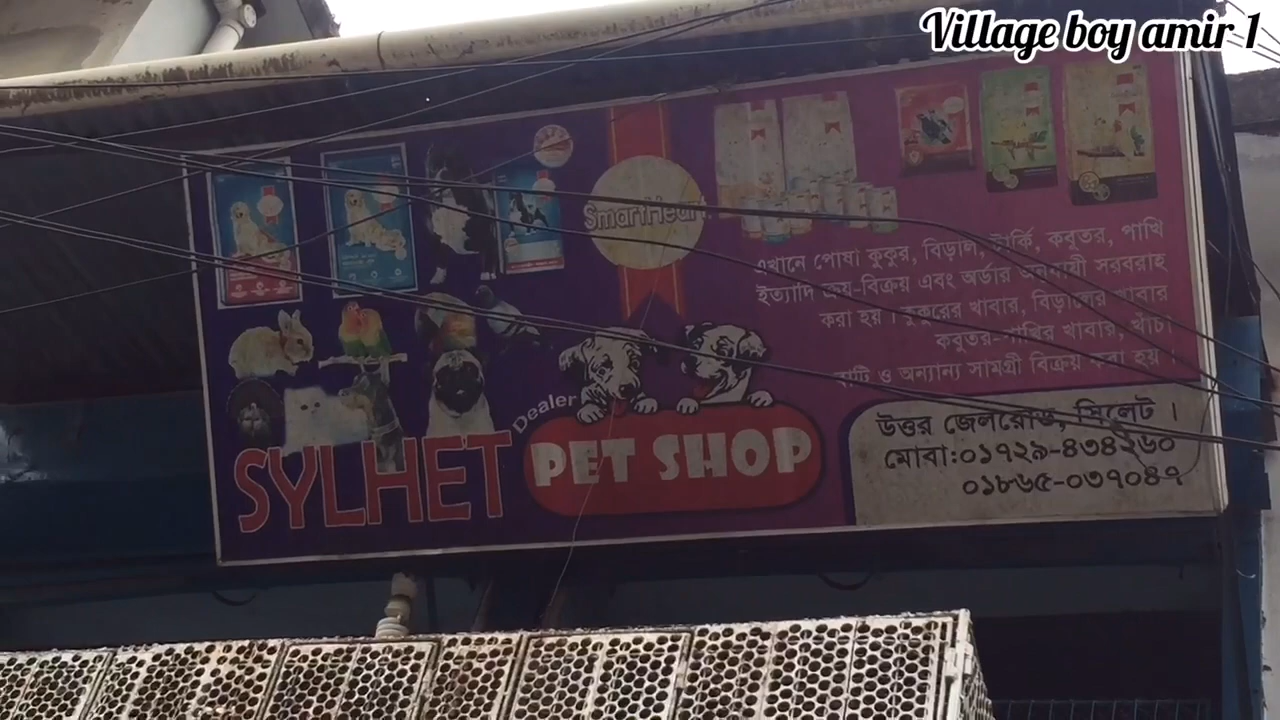 Village boy amir 1
SmartHeart
এখানে পোষা কুকুর, বিড়াল, টার্কি, কবুতর, পাখি
ইত্যাদি ক্রয়-বিক্রয় এবং অর্ডার অনুযায়ী সরবরাহ
করা হয় । কুকুরের খাবার, বিড়ালের খাবার
কবুতর-পাখির খাবার, খাঁচা
বাটি ও অন্যান্য সামগ্রী বিক্রয় করা হয় ।
Dealer
SYLHET PET SHOP
উত্তর জেলরোড, সিলেট ।
মোবা:০১৭২৯-৪৩৪২৬০
০১৮৬৫-০৩৭০৪৭